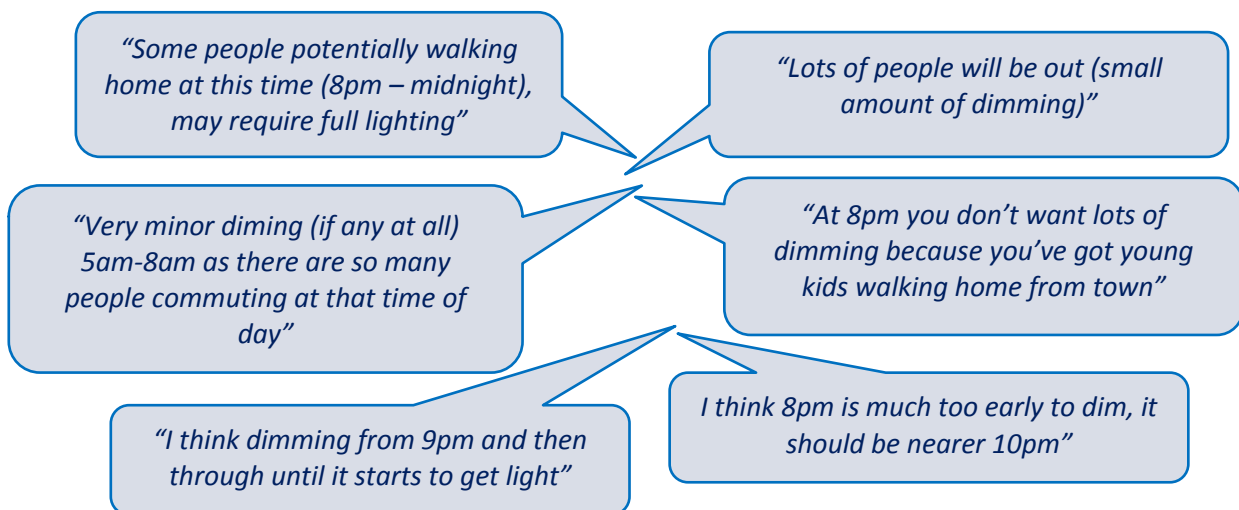 “Some people potentially walking
home at this time (8pm – midnight),
may require full lighting”
“Lots of people will be out (small
amount of dimming)”
“Very minor diming (if any at all)
5am-8am as there are so many
people commuting at that time of
day”
“At 8pm you don’t want lots of
dimming because you’ve got young
kids walking home from town”
“I think dimming from 9pm and then
through until it starts to get light”
I think 8pm is much too early to dim, it
should be nearer 10pm”